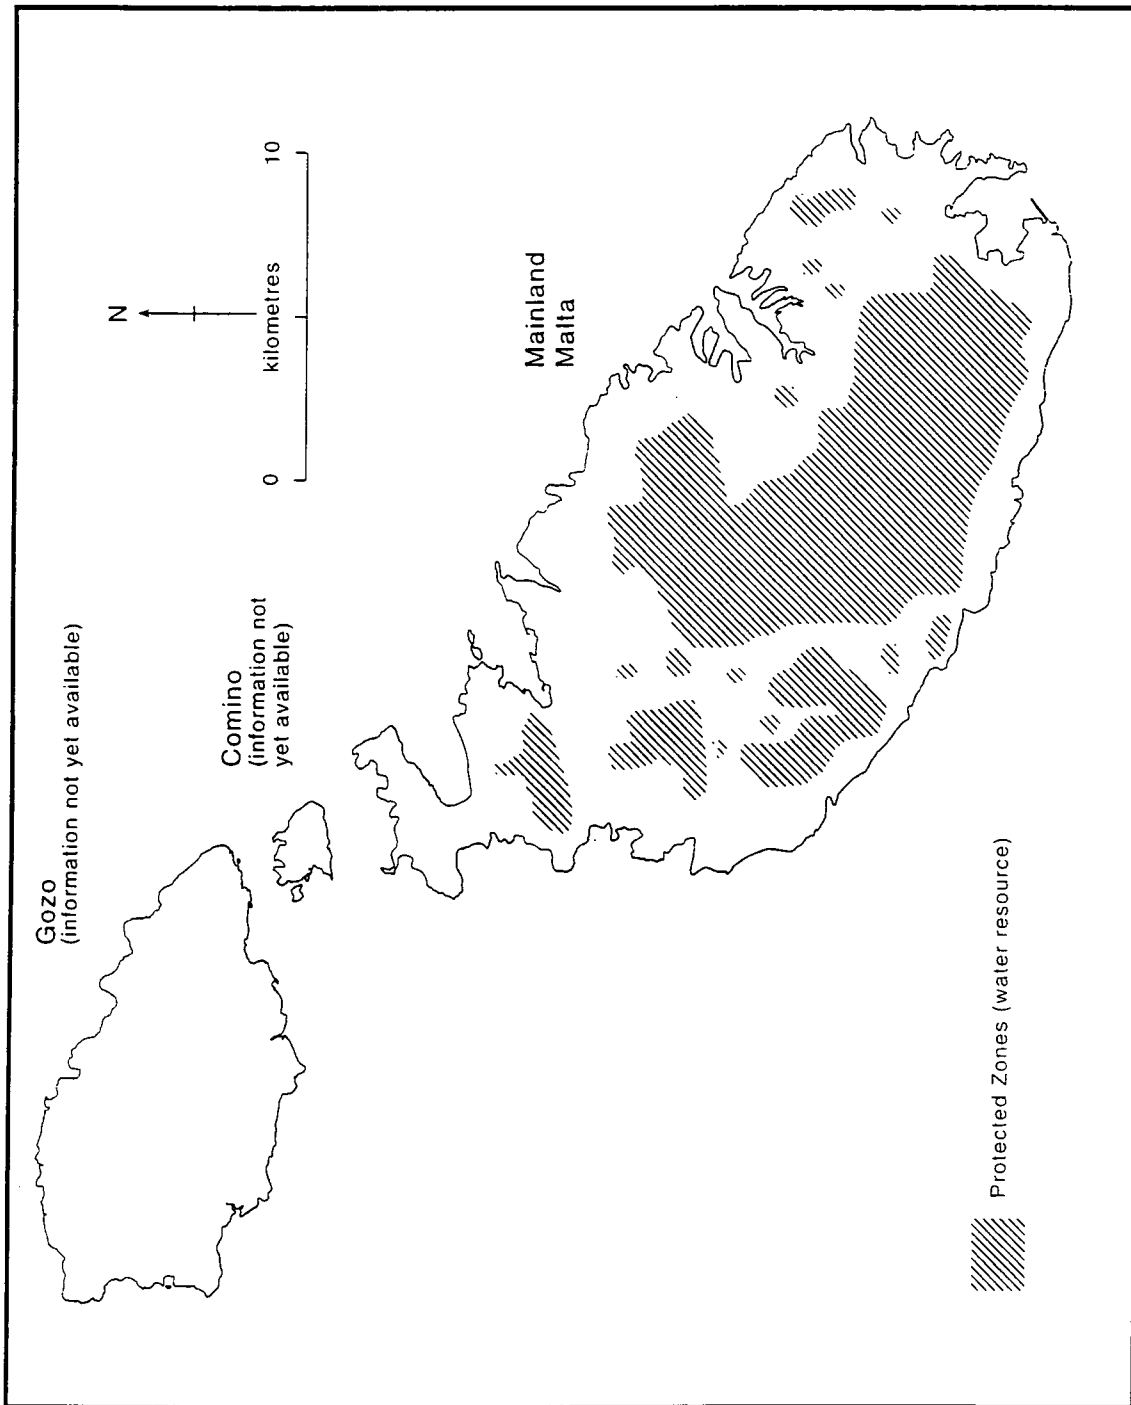 Gozo
(information not yet available)
Comino
(information not
yet available)
N
0 kilometres 10
Mainland
Malta
Protected Zones (water resource)